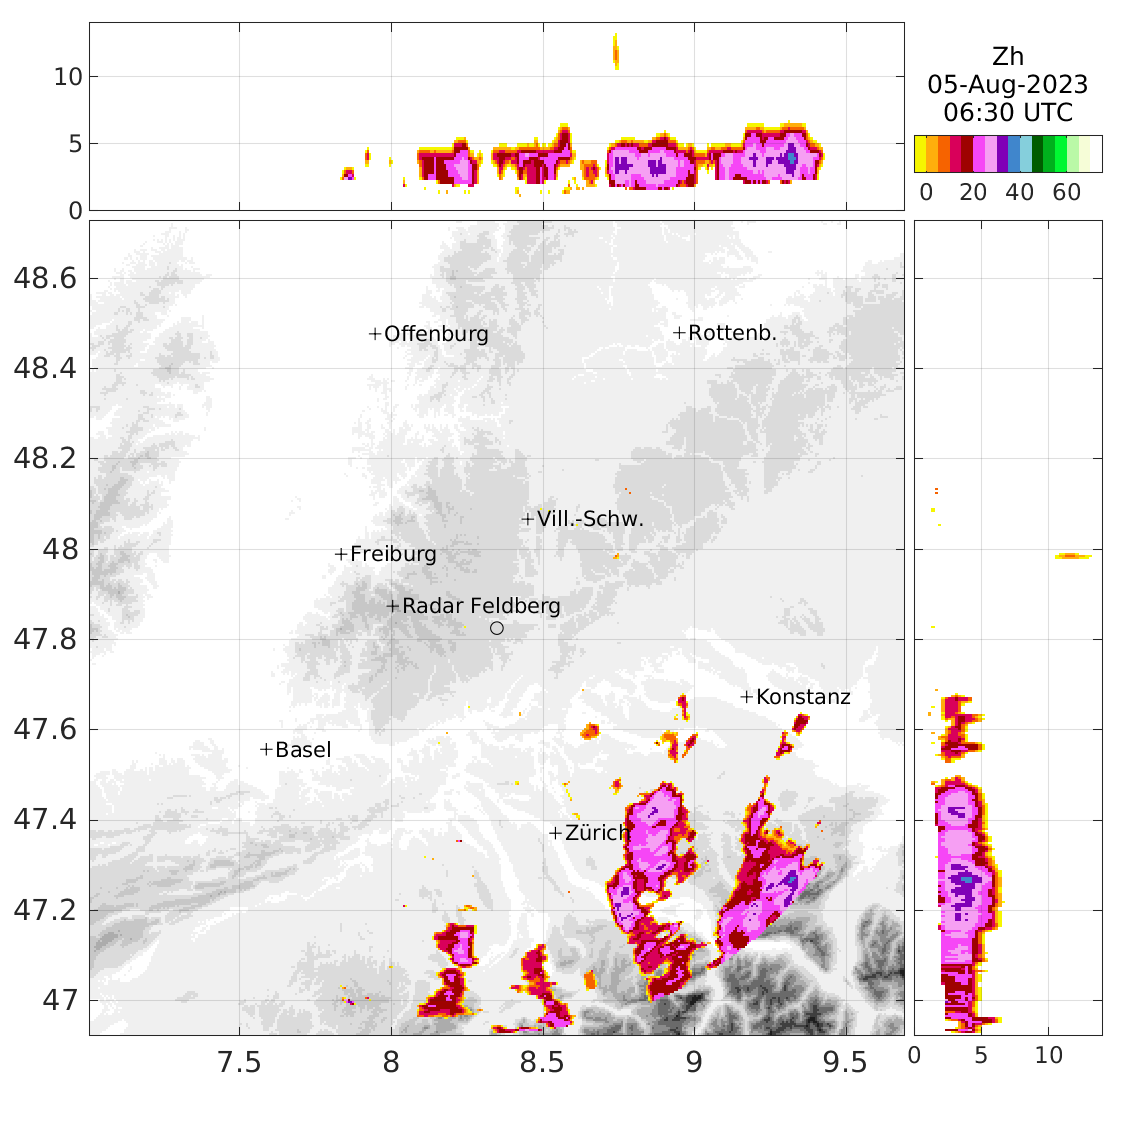 Zh
05-Aug-2023
06:30 UTC
0 20 40 60
10
5
0
48.6
48.4
48.2
48
47.8
47.6
47.4
47.2
47
Offenburg
Rottenb.
Vill.-Schw.
Freiburg
Radar Feldberg
Konstanz
Basel
Zürich
7.5 8 8.5 9 9.5
0 5 10